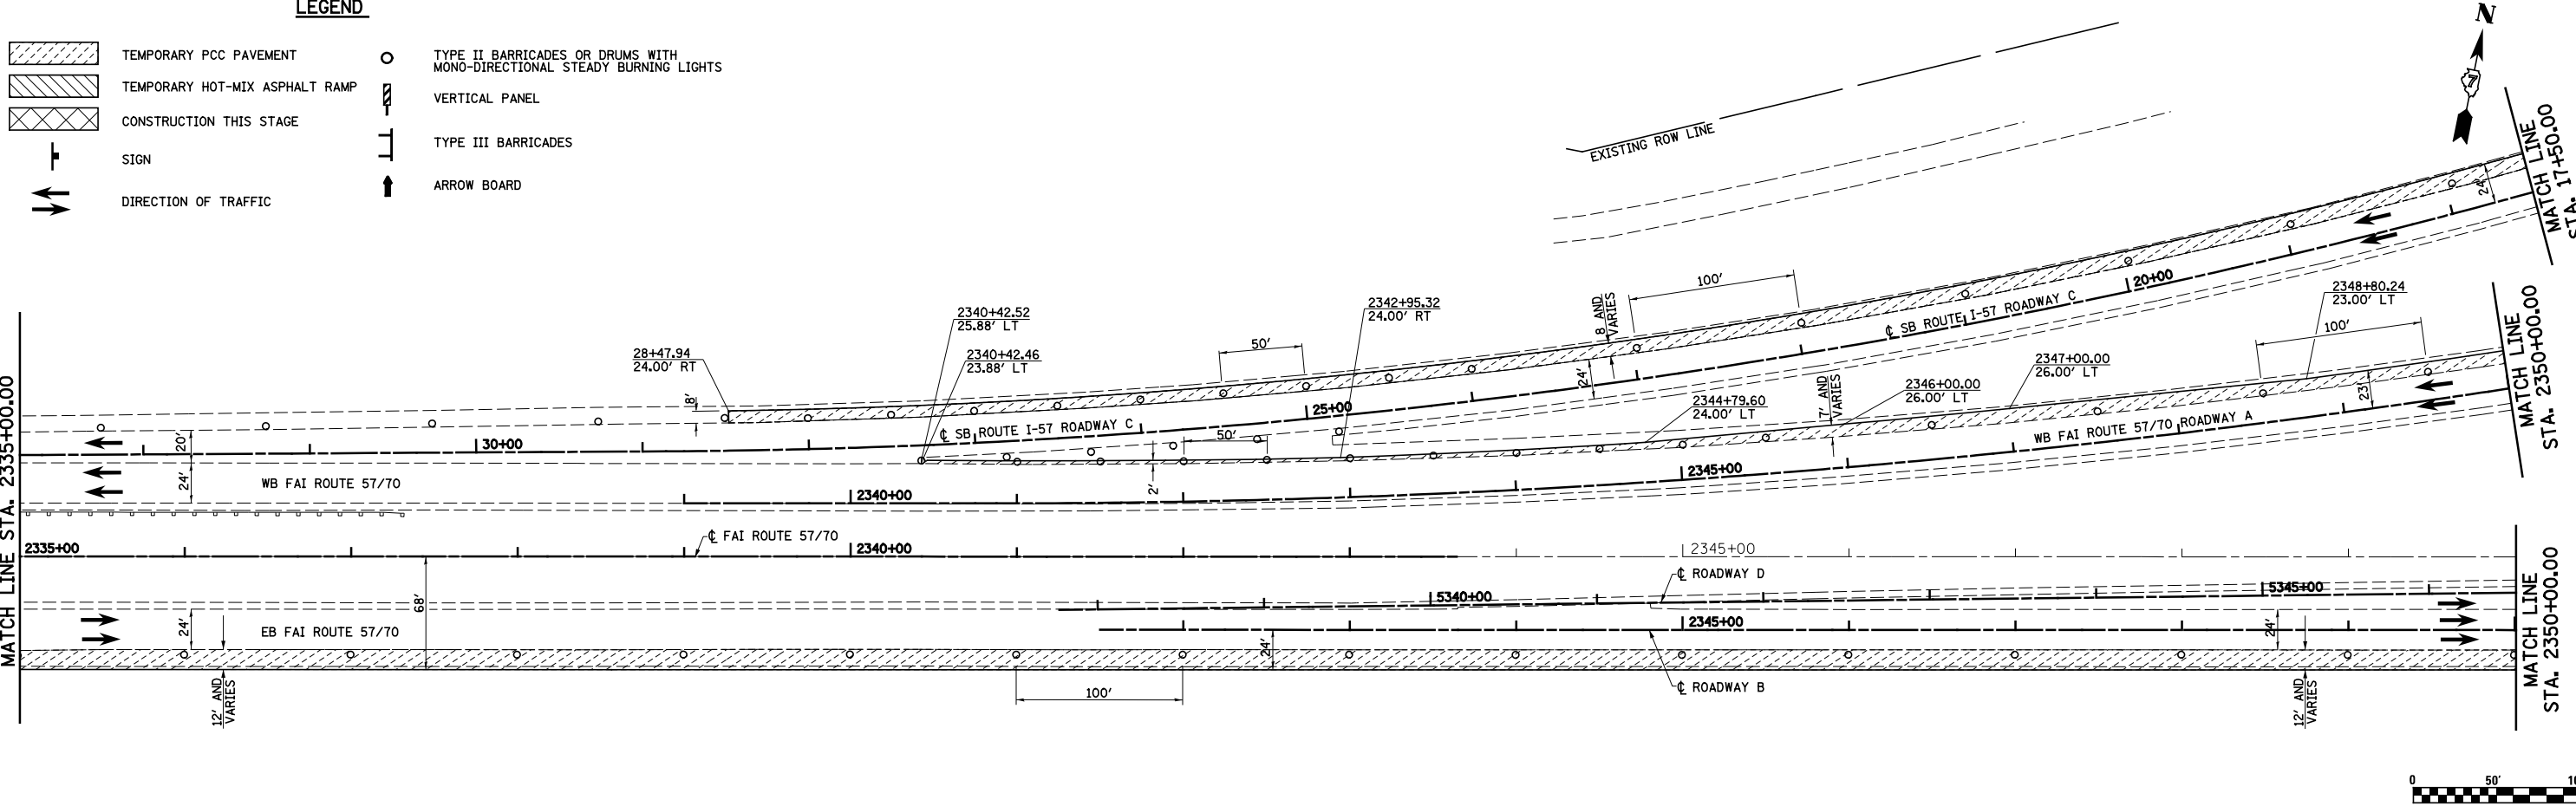 LEGEND
TEMPORARY PCC PAVEMENT
TEMPORARY HOT-MIX ASPHALT RAMP
CONSTRUCTION THIS STAGE
SIGN
DIRECTION OF TRAFFIC
TYPE II BARRICADES OR DRUMS WITH
MONO-DIRECTIONAL STEADY BURNING LIGHTS
VERTICAL PANEL
TYPE III BARRICADES
ARROW BOARD
N
7
EXISTING ROW LINE
MATCH LINE
STA. 17+50.00
24'
20+00
℄ SB ROUTE I-57 ROADWAY C
100'
8 AND
VARIES
24'
2342+95.32
24.00' RT
2340+42.52
25.88' LT
2340+42.46
23.88' LT
28+47.94
24.00' RT
8'
50'
25+00
℄ SB ROUTE I-57 ROADWAY C
50'
2'
30+00
20'
24'
WB FAI ROUTE 57/70
2340+00
2344+79.60
24.00' LT
7' AND
VARIES
2346+00.00
26.00' LT
2347+00.00
26.00' LT
2348+80.24
23.00' LT
100'
23'
WB FAI ROUTE 57/70 ROADWAY A
2345+00
MATCH LINE
STA. 2350+00.00
MATCH LINE STA. 2335+00.00
2335+00
℄ FAI ROUTE 57/70
2340+00
2345+00
68'
℄ ROADWAY D
5340+00
5345+00
24'
EB FAI ROUTE 57/70
2345+00
24'
24'
℄ ROADWAY B
100'
12' AND
VARIES
12' AND
VARIES
MATCH LINE
STA. 2350+00.00
0
50'